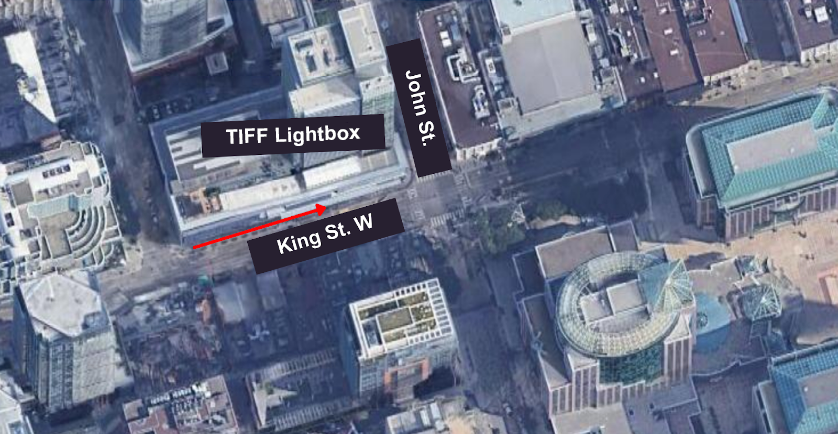 John St.
TIFF Lightbox
King St. W